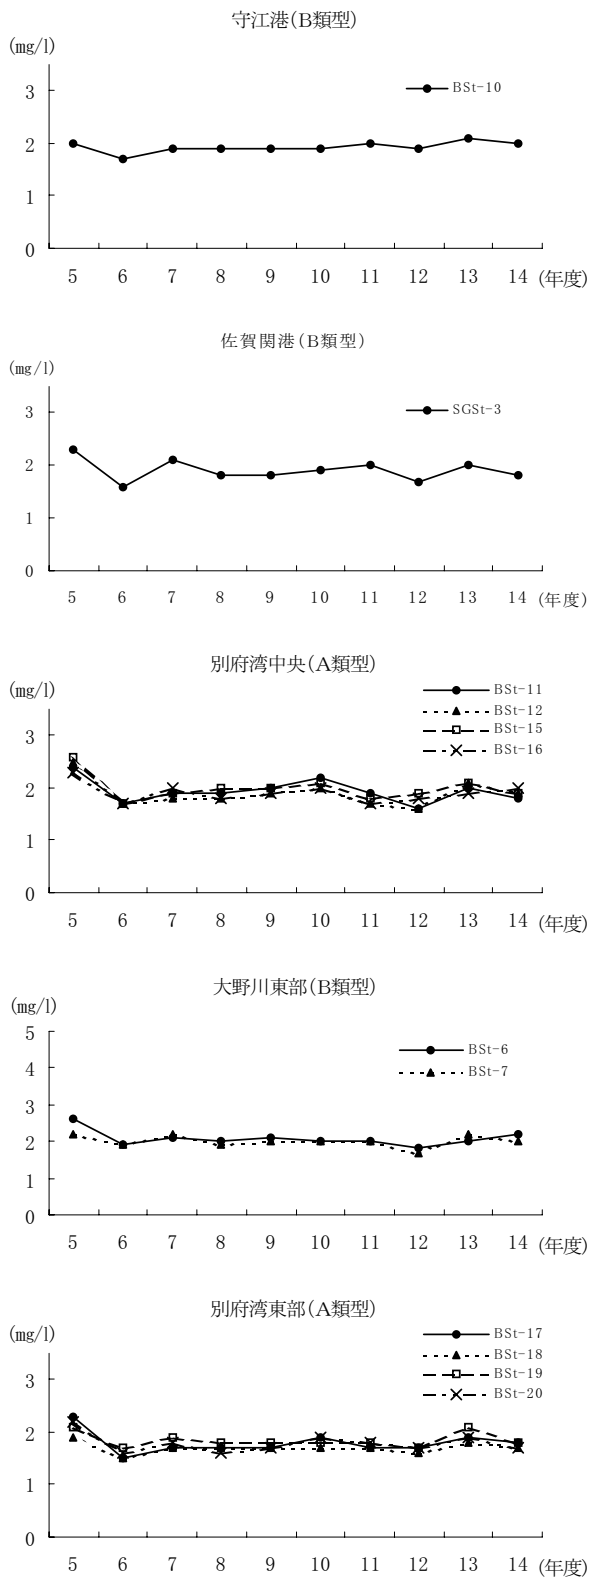 守江港(B類型)
(mg/l)
BSt-10
3
2
1
0
5 6 7 8 9 10 11 12 13 14 (年度)
佐賀関港(B類型)
(mg/l)
SGSt-3
3
2
1
0
5 6 7 8 9 10 11 12 13 14 (年度)
別府湾中央(A類型)
(mg/l)
BSt-11
BSt-12
BSt-15
BSt-16
3
2
1
0
5 6 7 8 9 10 11 12 13 14 (年度)
大野川東部(B類型)
(mg/l)
BSt-6
BSt-7
5
4
3
2
1
0
5 6 7 8 9 10 11 12 13 14 (年度)
別府湾東部(A類型)
(mg/l)
BSt-17
BSt-18
BSt-19
BSt-20
3
2
1
0
5 6 7 8 9 10 11 12 13 14 (年度)